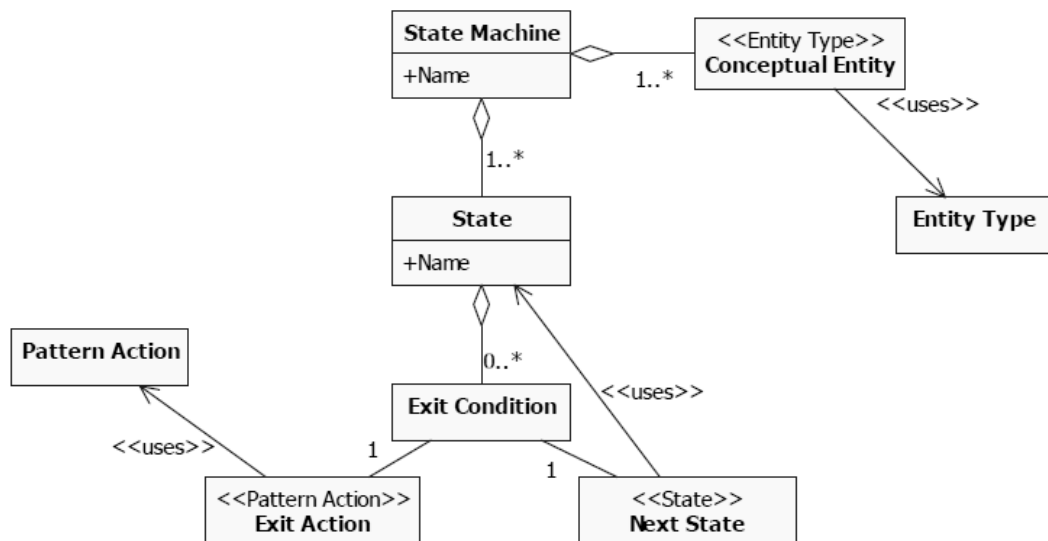 State Machine
+Name
1..*
<<Entity Type>>
Conceptual Entity
<<uses>>
1..*
Entity Type
State
+Name
Pattern Action
0..*
<<uses>>
Exit Condition
<<uses>>
1
1
<<Pattern Action>>
Exit Action
<<State>>
Next State